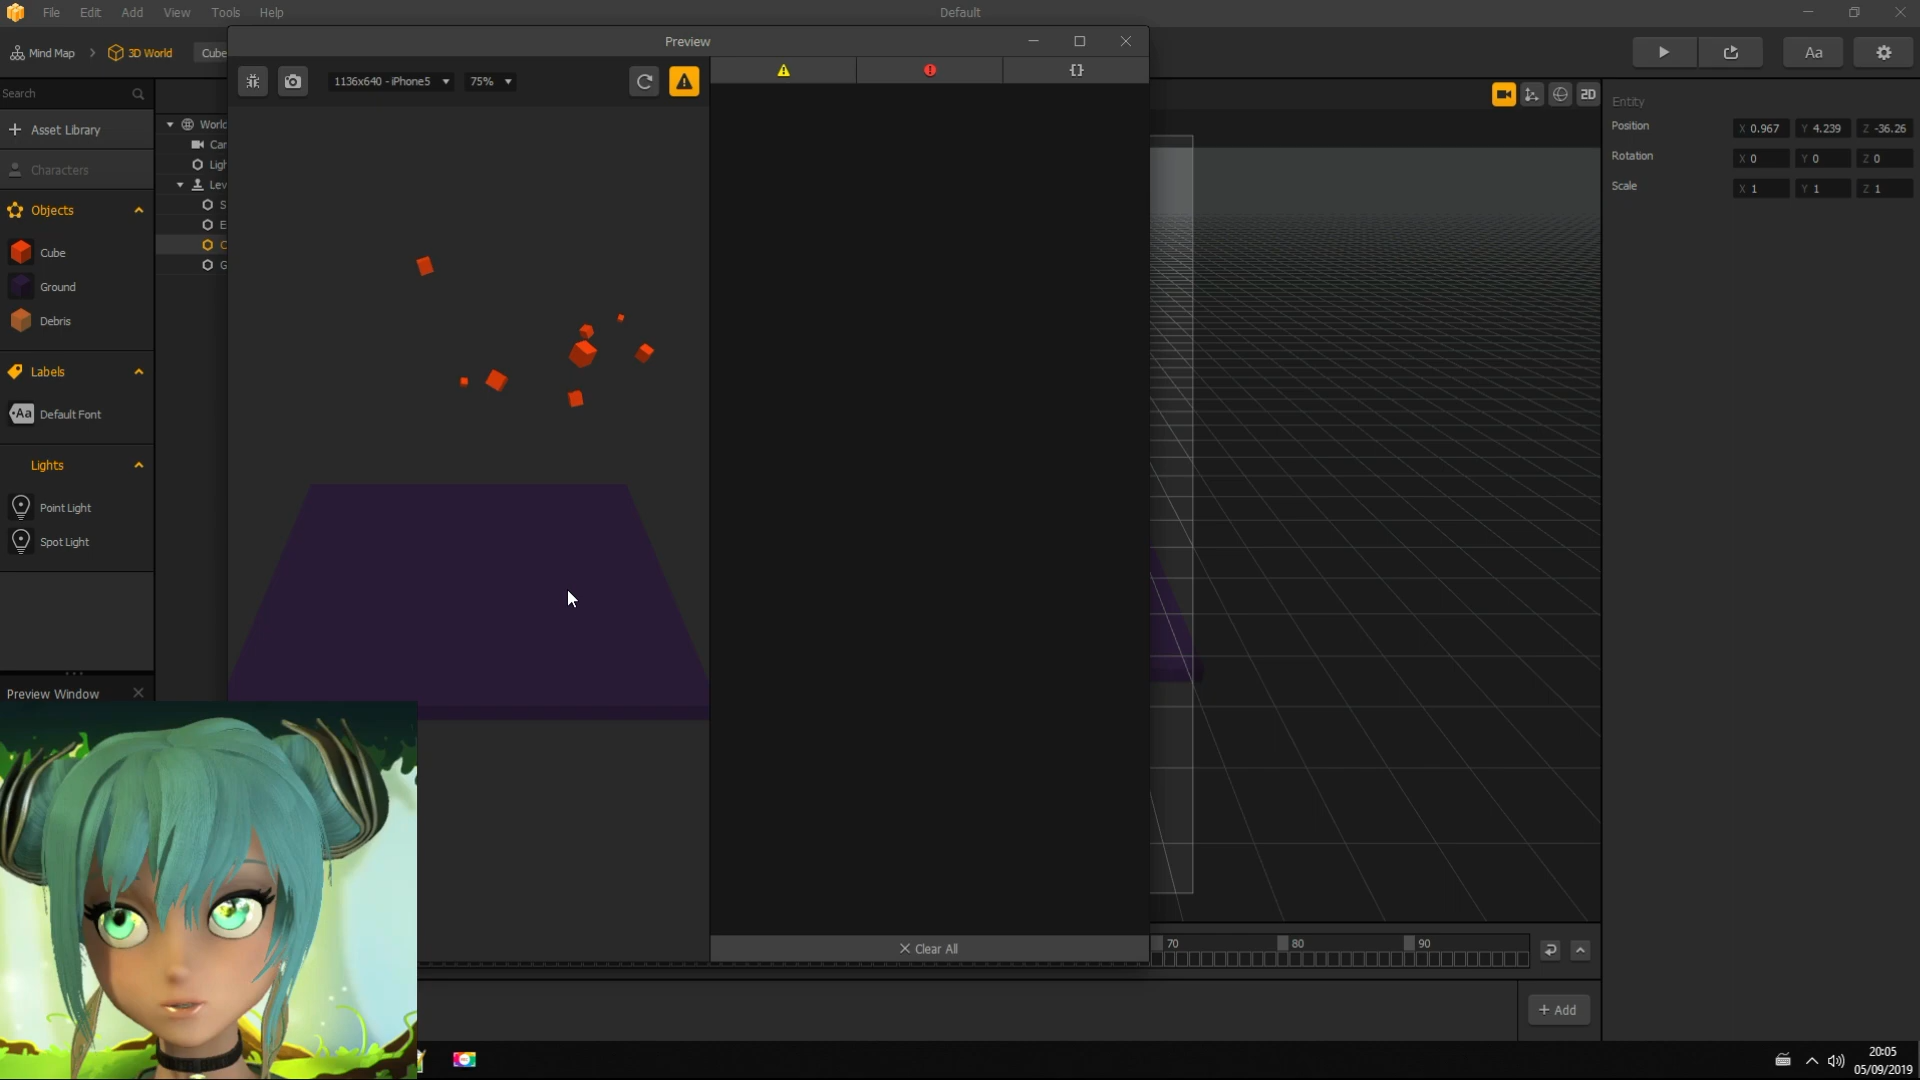 File Edit Add View Tools Help
Default
Mind Map
3D World
Cube
Preview
1136x640 - iPhone5
75%
{}
Aa
Search
Asset Library
Characters
Objects
Cube
Ground
Debris
Labels
Aa Default Font
Lights
Point Light
Spot Light
Preview Window
2D
Entity
Position X 0.967 Y 4.239 Z -36.26
Rotation X 0 Y 0 Z 0
Scale X 1 Y 1 Z 1
Clear All
70 80 90
+ Add
20:05
05/09/2019